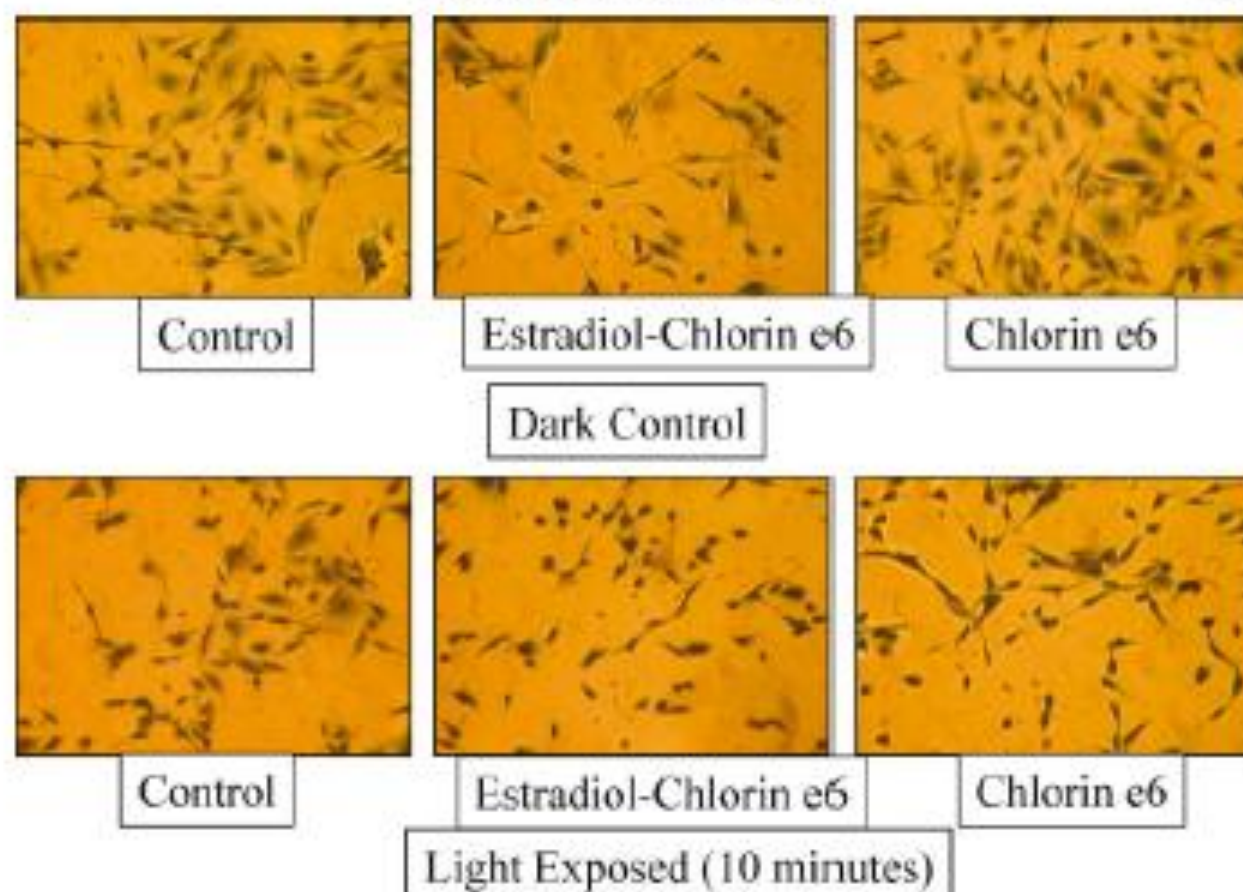 Control
Estradiol-Chlorin e6
Chlorin e6
Dark Control
Control
Estradiol-Chlorin e6
Chlorin e6
Light Exposed (10 minutes)